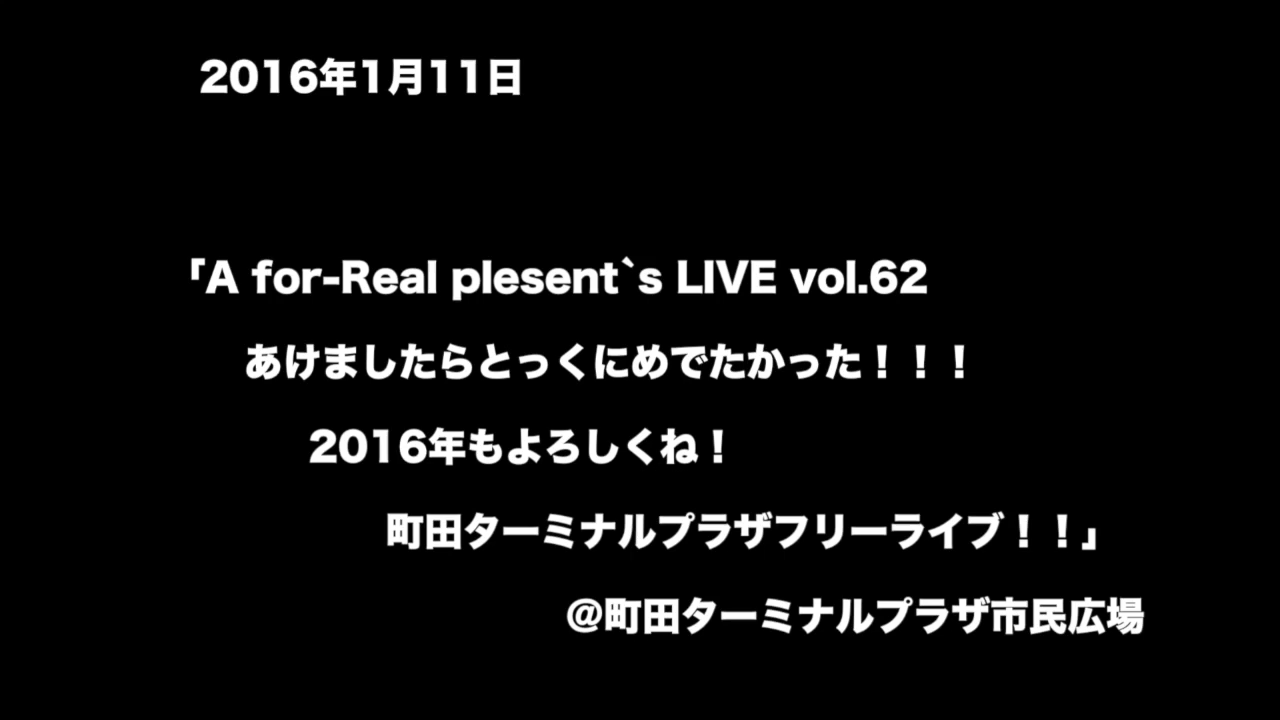 2016年1月11日
「A for-Real plesent`s LIVE vol.62
あけましたらとっくにめでたかった！！！
2016年もよろしくね！
町田ターミナルプラザフリーライブ！！」
@町田ターミナルプラザ市民広場